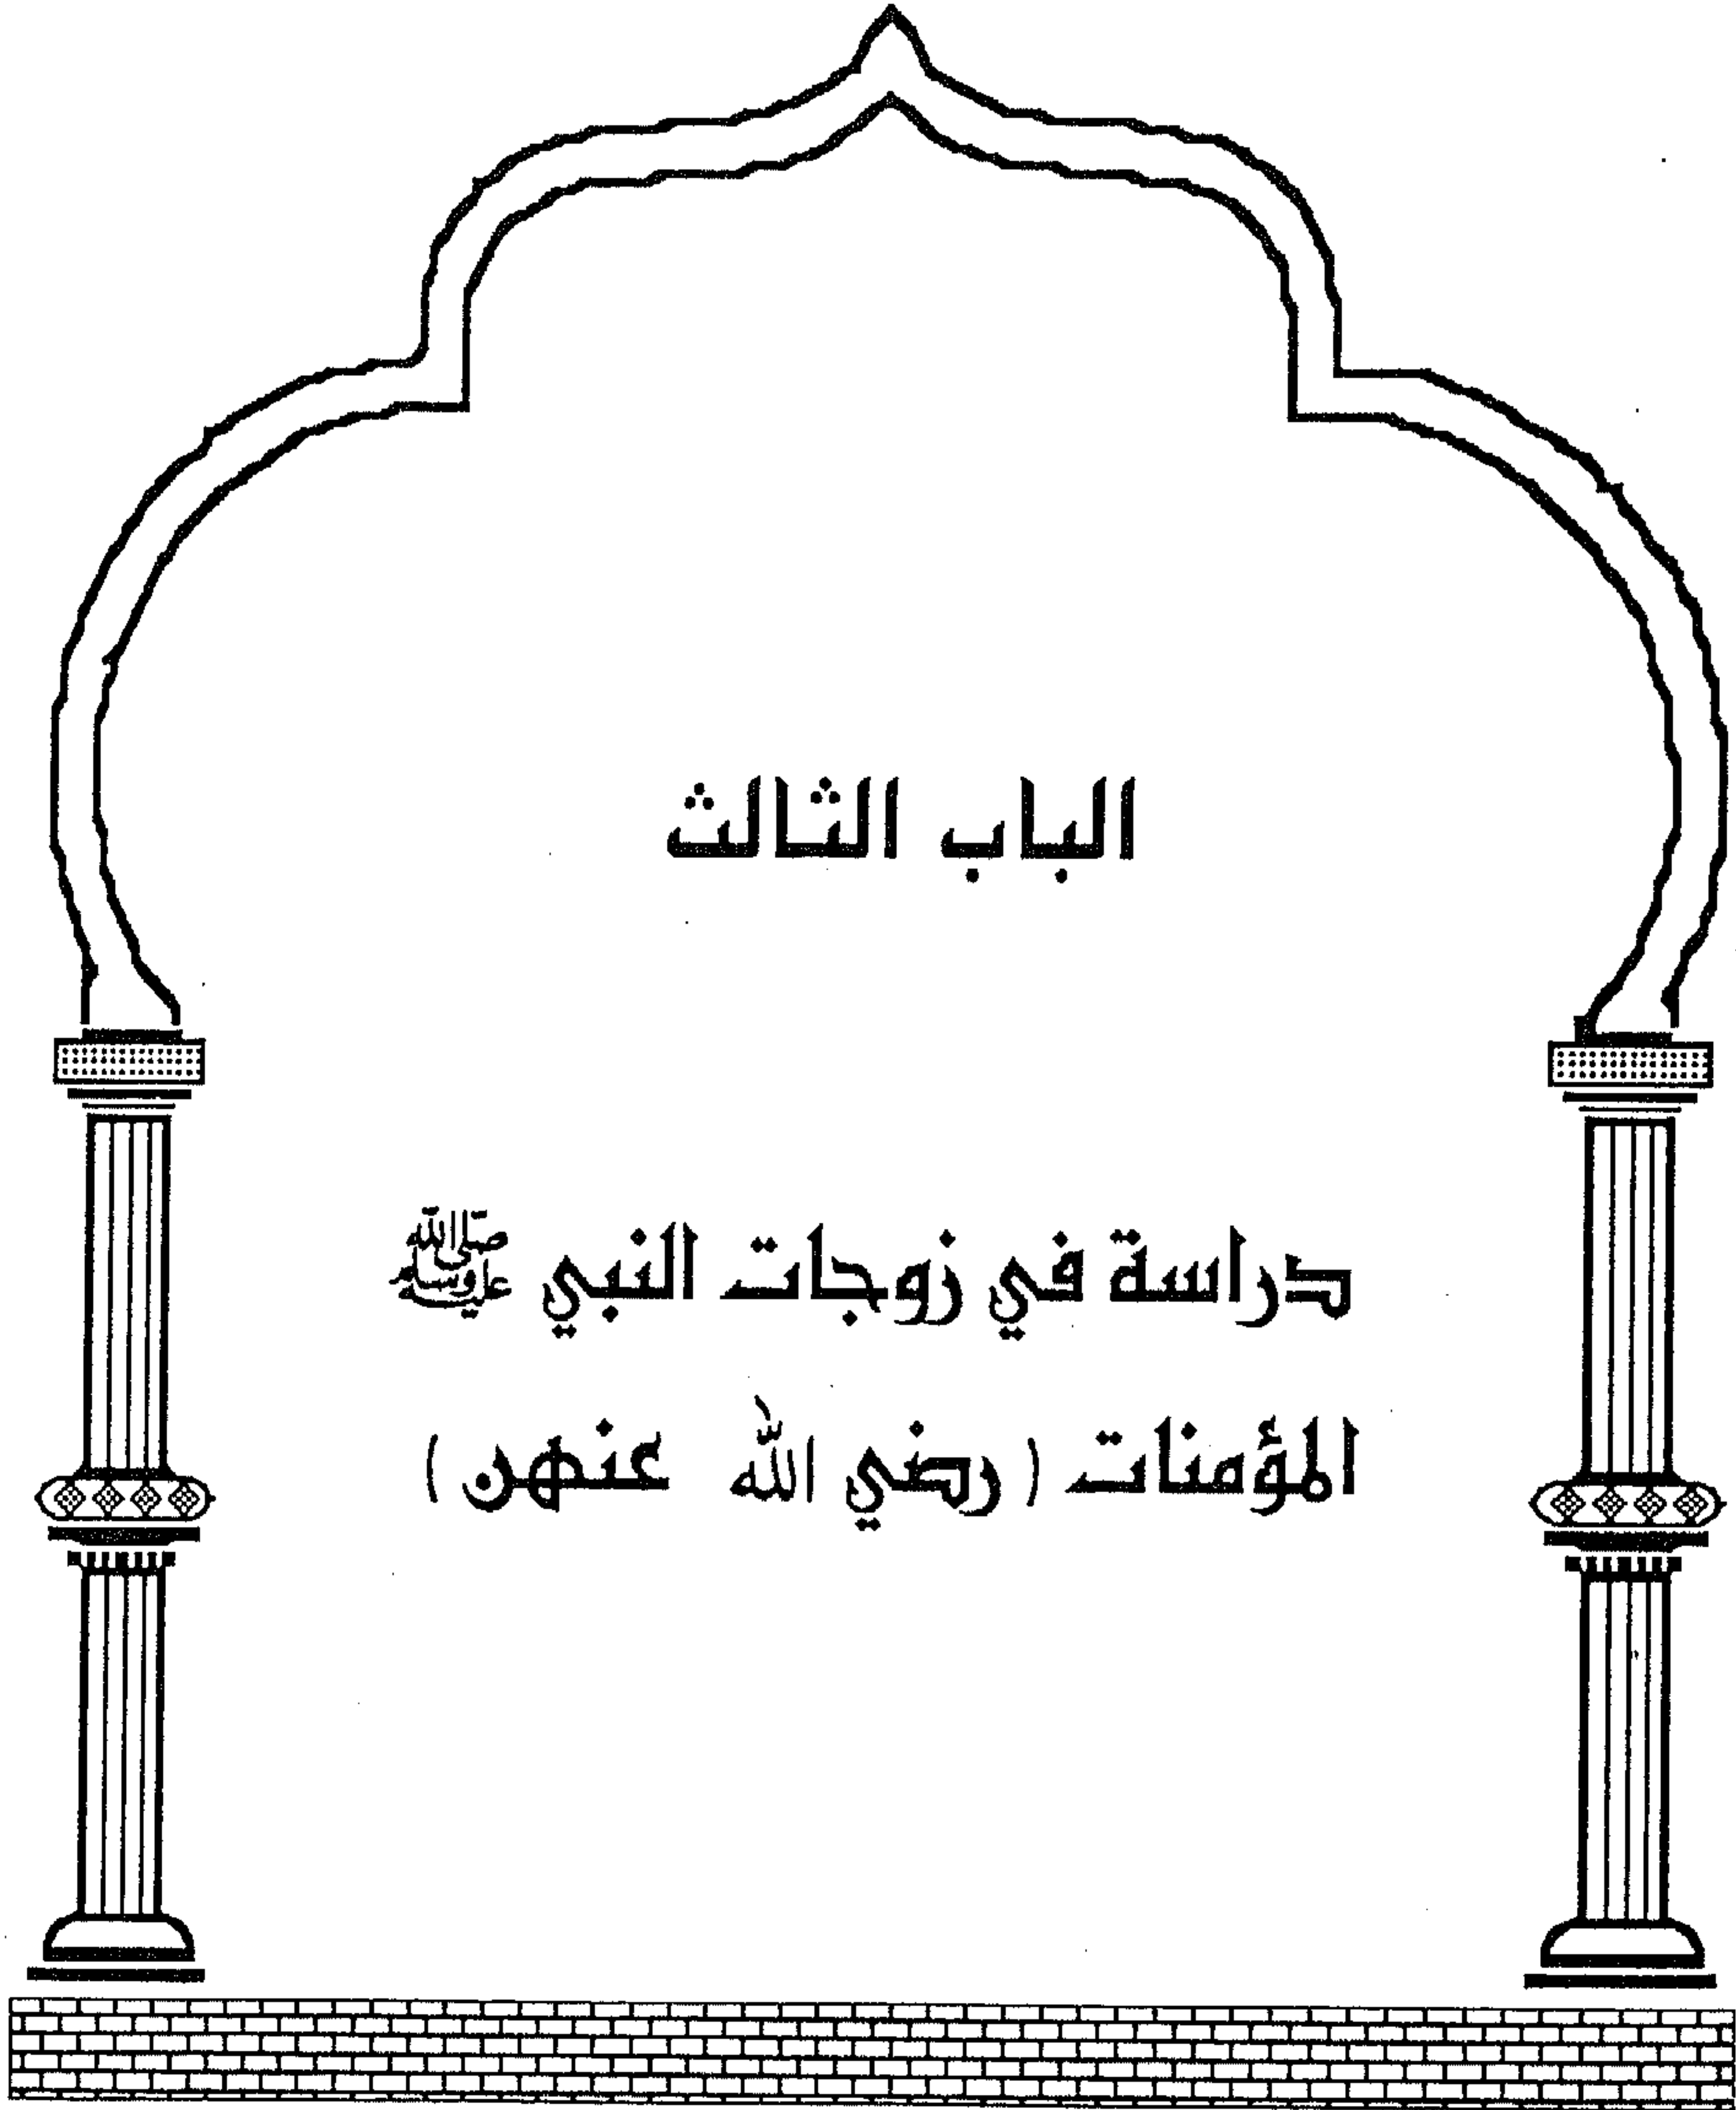 الباب الثالث
دراسة في زوجات النبي ﷺ
المؤمنات ( رضي الله عنهن )